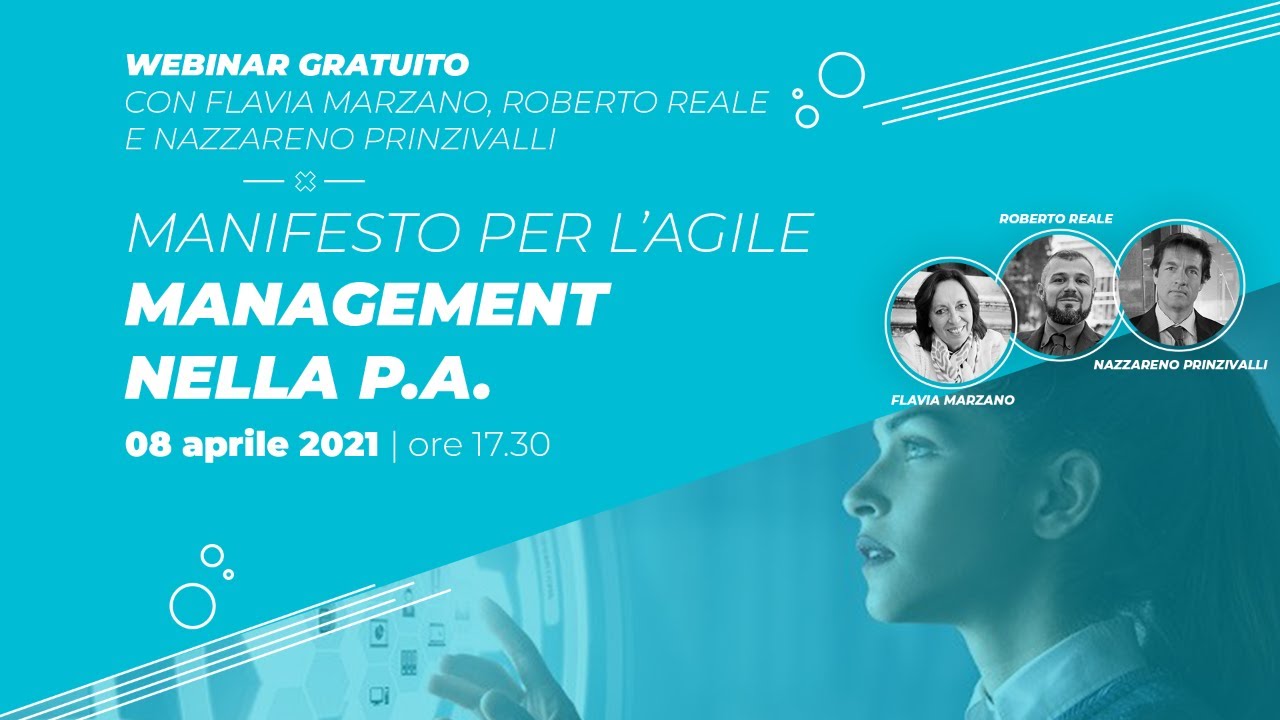 WEBINAR GRATUITO
CON FLAVIA MARZANO, ROBERTO REALE
E NAZZARENO PRINZIVALLI
MANIFESTO PER L’AGILE
MANAGEMENT
NELLA P.A.
08 aprile 2021 | ore 17.30
ROBERTO REALE
NAZZARENO PRINZIVALLI
FLAVIA MARZANO